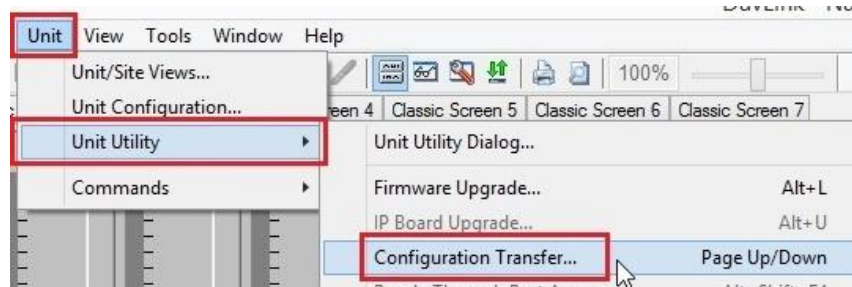 DavLink
Unit View Tools Window Help
Unit/Site Views...
100%
Unit Configuration...
reen 4 Classic Screen 5 Classic Screen 6 Classic Screen 7
Unit Utility
Unit Utility Dialog...
Commands
Firmware Upgrade... Alt+L
IP Board Upgrade... Alt+U
Configuration Transfer... Page Up/Down